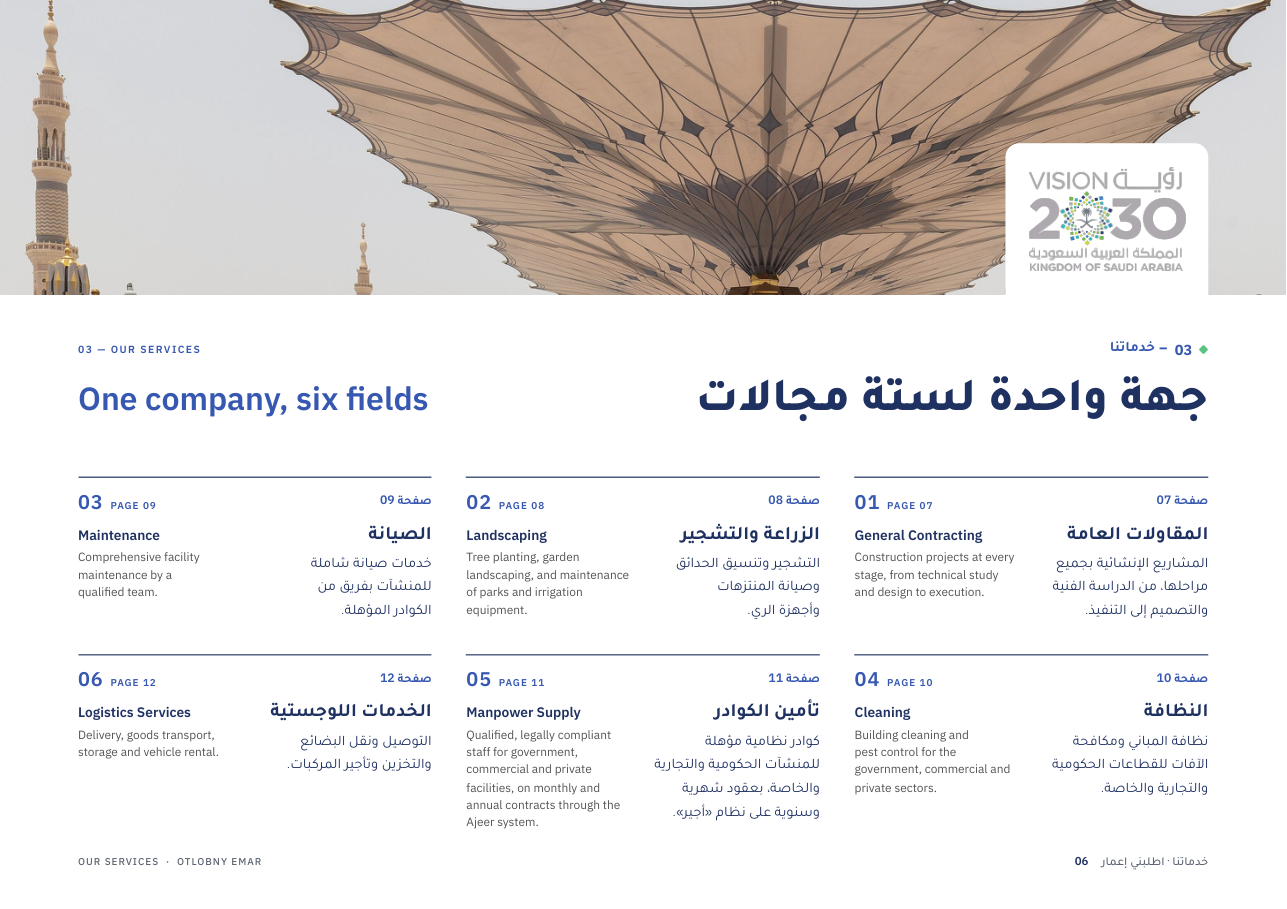 VISION رؤيــة
2030
المملكة العربية السعودية
KINGDOM OF SAUDI ARABIA
03 — OUR SERVICES
03 – خدماتنا
One company, six fields
جهة واحدة لستة مجالات
صفحة 07
01 PAGE 07
المقاولات العامة
المشاريع الإنشائية بجميع
مراحلها، من الدراسة الفنية
والتصميم إلى التنفيذ.
General Contracting
Construction projects at every
stage, from technical study
and design to execution.
صفحة 08
02 PAGE 08
الزراعة والتشجير
التشجير وتنسيق الحدائق
وصيانة المنتزهات
وأجهزة الري.
Landscaping
Tree planting, garden
landscaping, and maintenance
of parks and irrigation
equipment.
صفحة 09
03 PAGE 09
الصيانة
خدمات صيانة شاملة
للمنشآت بفريق من
الكوادر المؤهلة.
Maintenance
Comprehensive facility
maintenance by a
qualified team.
صفحة 10
04 PAGE 10
النظافة
نظافة المباني ومكافحة
الآفات للقطاعات الحكومية
والتجارية والخاصة.
Cleaning
Building cleaning and
pest control for the
government, commercial and
private sectors.
صفحة 11
05 PAGE 11
تأمين الكوادر
كوادر نظامية مؤهلة
للمنشآت الحكومية والتجارية
والخاصة، بعقود شهرية
وسنوية على نظام «أجير».
Manpower Supply
Qualified, legally compliant
staff for government,
commercial and private
facilities, on monthly and
annual contracts through the
Ajeer system.
صفحة 12
06 PAGE 12
الخدمات اللوجستية
التوصيل ونقل البضائع
والتخزين وتأجير المركبات.
Logistics Services
Delivery, goods transport,
storage and vehicle rental.
OUR SERVICES · OTLOBNY EMAR
خدماتنا · اطلبني إعمار 06